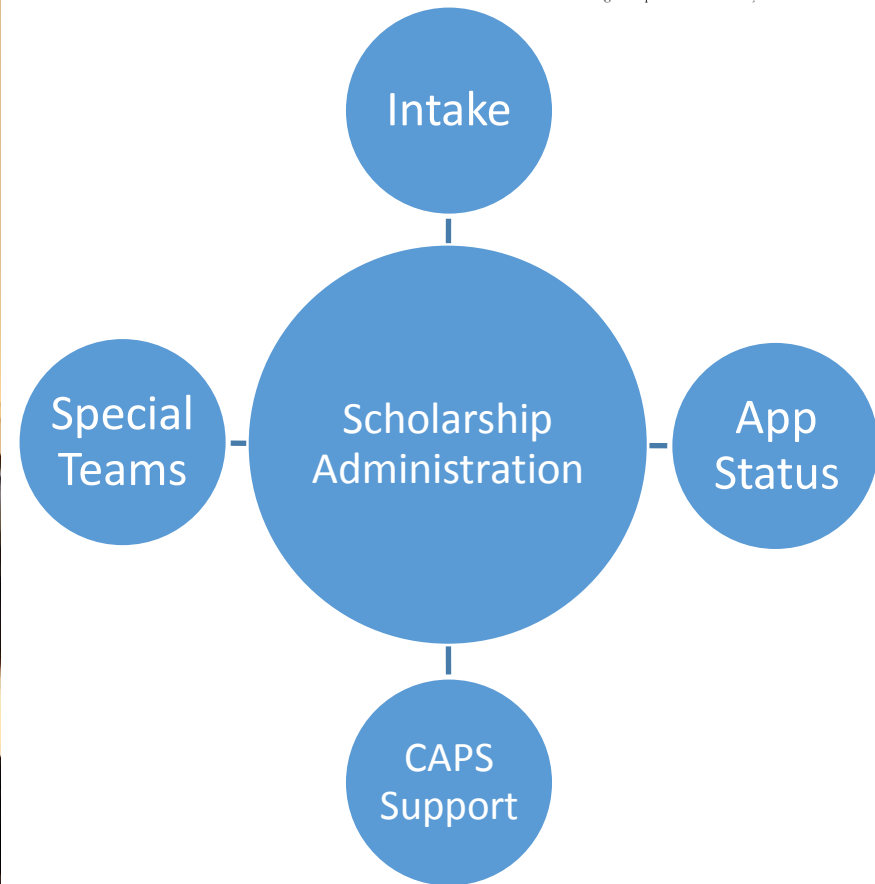 Intake
Special
Teams
Scholarship
Administration
App
Status
CAPS
Support